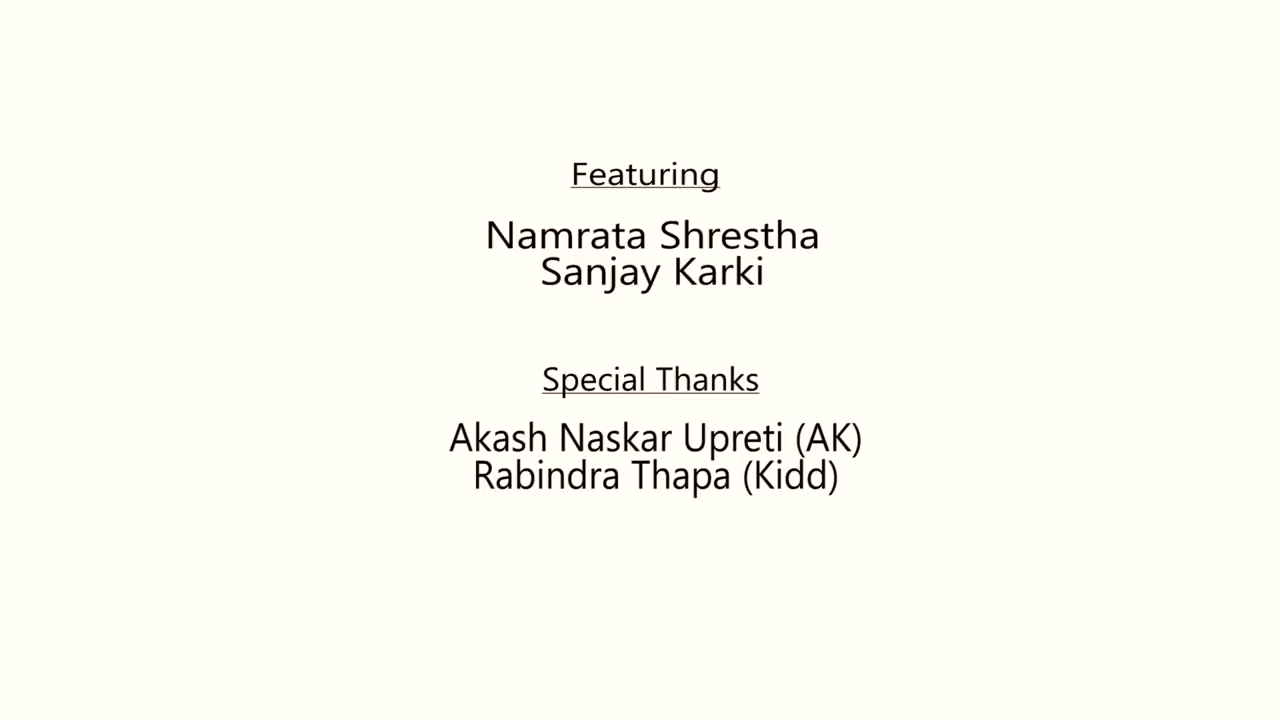 Featuring
Namrata Shrestha
Sanjay Karki
Special Thanks
Akash Naskar Upreti (AK)
Rabindra Thapa (Kidd)